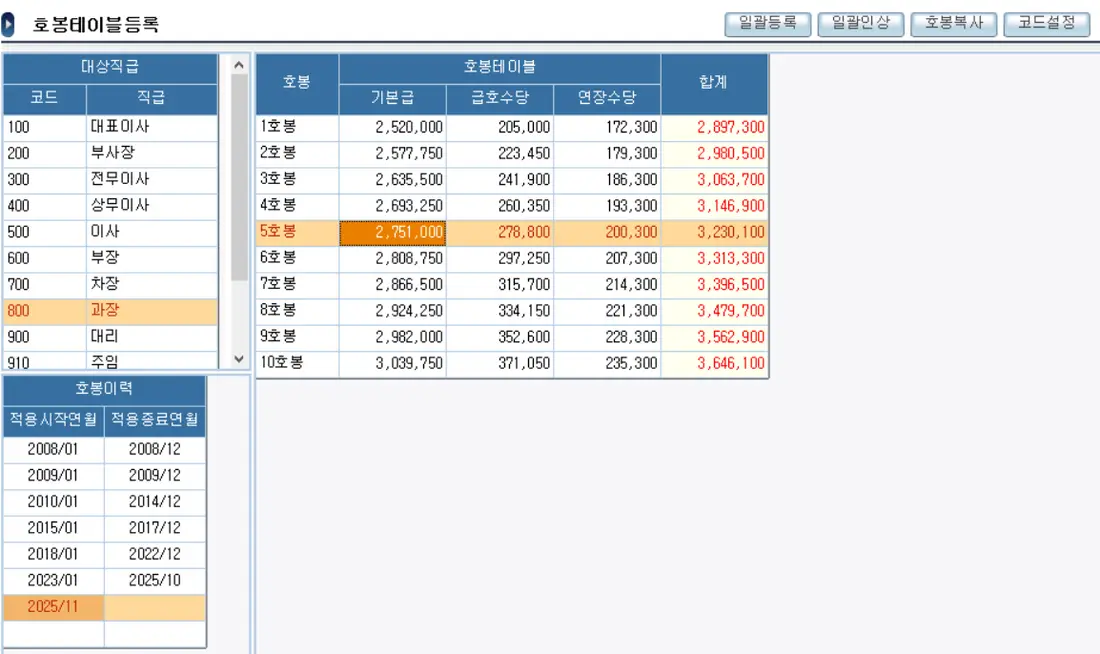 호봉테이블등록
일괄등록 일괄인상 호봉복사 코드설정
대상직급
코드 직급
100 대표이사
200 부사장
300 전무이사
400 상무이사
500 이사
600 부장
700 차장
800 과장
900 대리
910 주임
호봉 호봉테이블 합계
기본급 급호수당 연장수당
1호봉 2,520,000 205,000 172,300 2,897,300
2호봉 2,577,750 223,450 179,300 2,980,500
3호봉 2,635,500 241,900 186,300 3,063,700
4호봉 2,693,250 260,350 193,300 3,146,900
5호봉 2,751,000 278,800 200,300 3,230,100
6호봉 2,808,750 297,250 207,300 3,313,300
7호봉 2,866,500 315,700 214,300 3,396,500
8호봉 2,924,250 334,150 221,300 3,479,700
9호봉 2,982,000 352,600 228,300 3,562,900
10호봉 3,039,750 371,050 235,300 3,646,100
호봉이력
적용시작연월 적용종료연월
2008/01 2008/12
2009/01 2009/12
2010/01 2014/12
2015/01 2017/12
2018/01 2022/12
2023/01 2025/10
2025/11